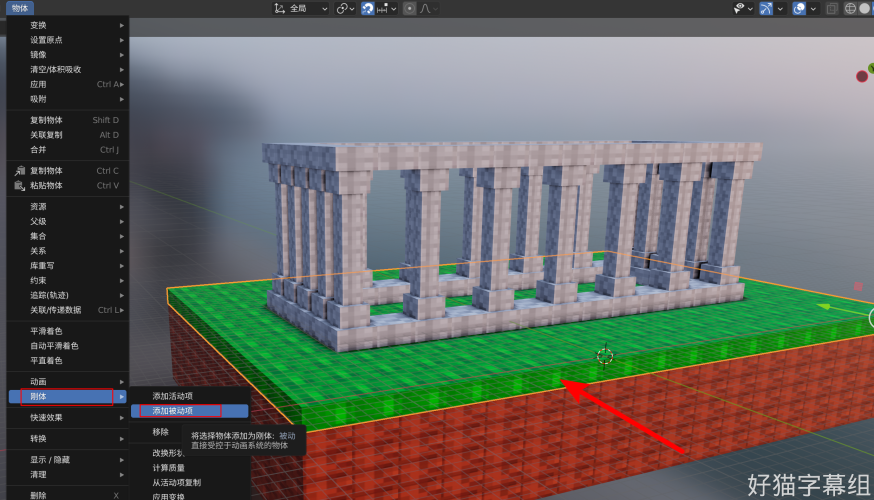 物体
全局
变换
设置原点
镜像
清空/体积吸收
应用 Ctrl A
吸附
复制物体 Shift D
关联复制 Alt D
合并 Ctrl J
复制物体 Ctrl C
粘贴物体 Ctrl V
资源
父级
集合
关系
库重写
约束
追踪(轨迹)
关联/传递数据 Ctrl L
平滑着色
自动平滑着色
平直着色
动画
刚体
快速效果
转换
显示 / 隐藏
清理
删除 X
添加活动项
添加被动项
移除
将选择物体添加为刚体: 被动
直接受控于动画系统的物体
改换形状
计算质量
从活动项复制
应用变换
好猫字幕组